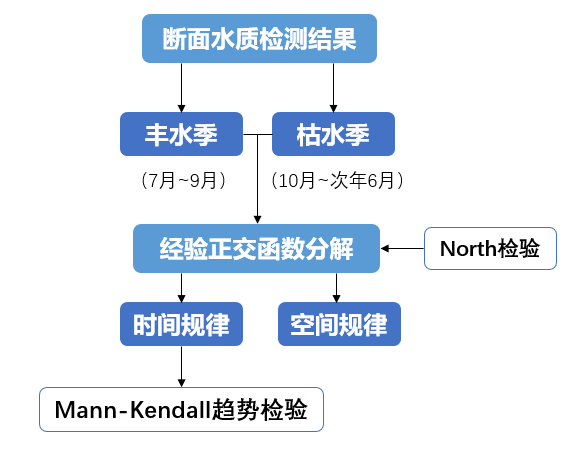 断面水质检测结果
丰水季
枯水季
（7月~9月）
（10月~次年6月）
经验正交函数分解
North检验
时间规律
空间规律
Mann-Kendall趋势检验